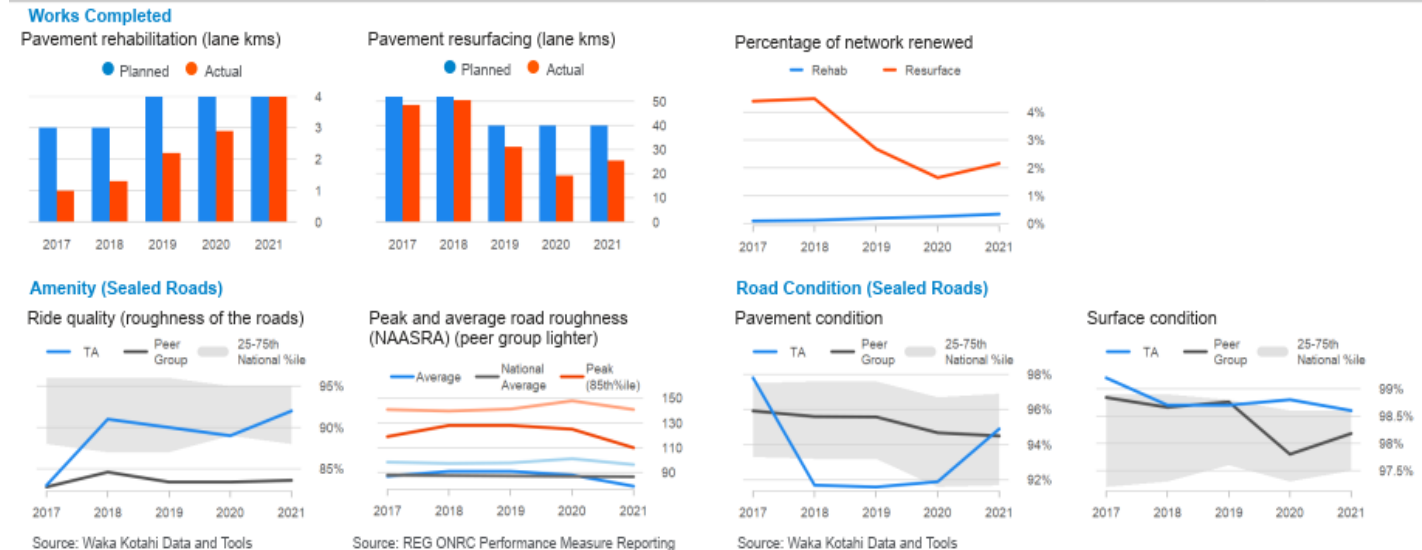 Works Completed
Pavement rehabilitation (lane kms)
Planned Actual
4
3
2
1
0
2017 2018 2019 2020 2021
Pavement resurfacing (lane kms)
Planned Actual
50
40
30
20
10
0
2017 2018 2019 2020 2021
Percentage of network renewed
Rehab Resurface
4%
3%
2%
1%
0%
2017 2018 2019 2020 2021
Amenity (Sealed Roads)
Ride quality (roughness of the roads)
TA Peer Group 25-75th National %ile
95%
90%
85%
2017 2018 2019 2020 2021
Source: Waka Kotahi Data and Tools
Peak and average road roughness
(NAASRA) (peer group lighter)
Average National Average Peak (85th%ile)
150
130
110
90
2017 2018 2019 2020 2021
Source: REG ONRC Performance Measure Reporting
Road Condition (Sealed Roads)
Pavement condition
TA Peer Group 25-75th National %ile
98%
96%
94%
92%
2017 2018 2019 2020 2021
Source: Waka Kotahi Data and Tools
Surface condition
TA Peer Group 25-75th National %ile
99%
98.5%
98%
97.5%
2017 2018 2019 2020 2021